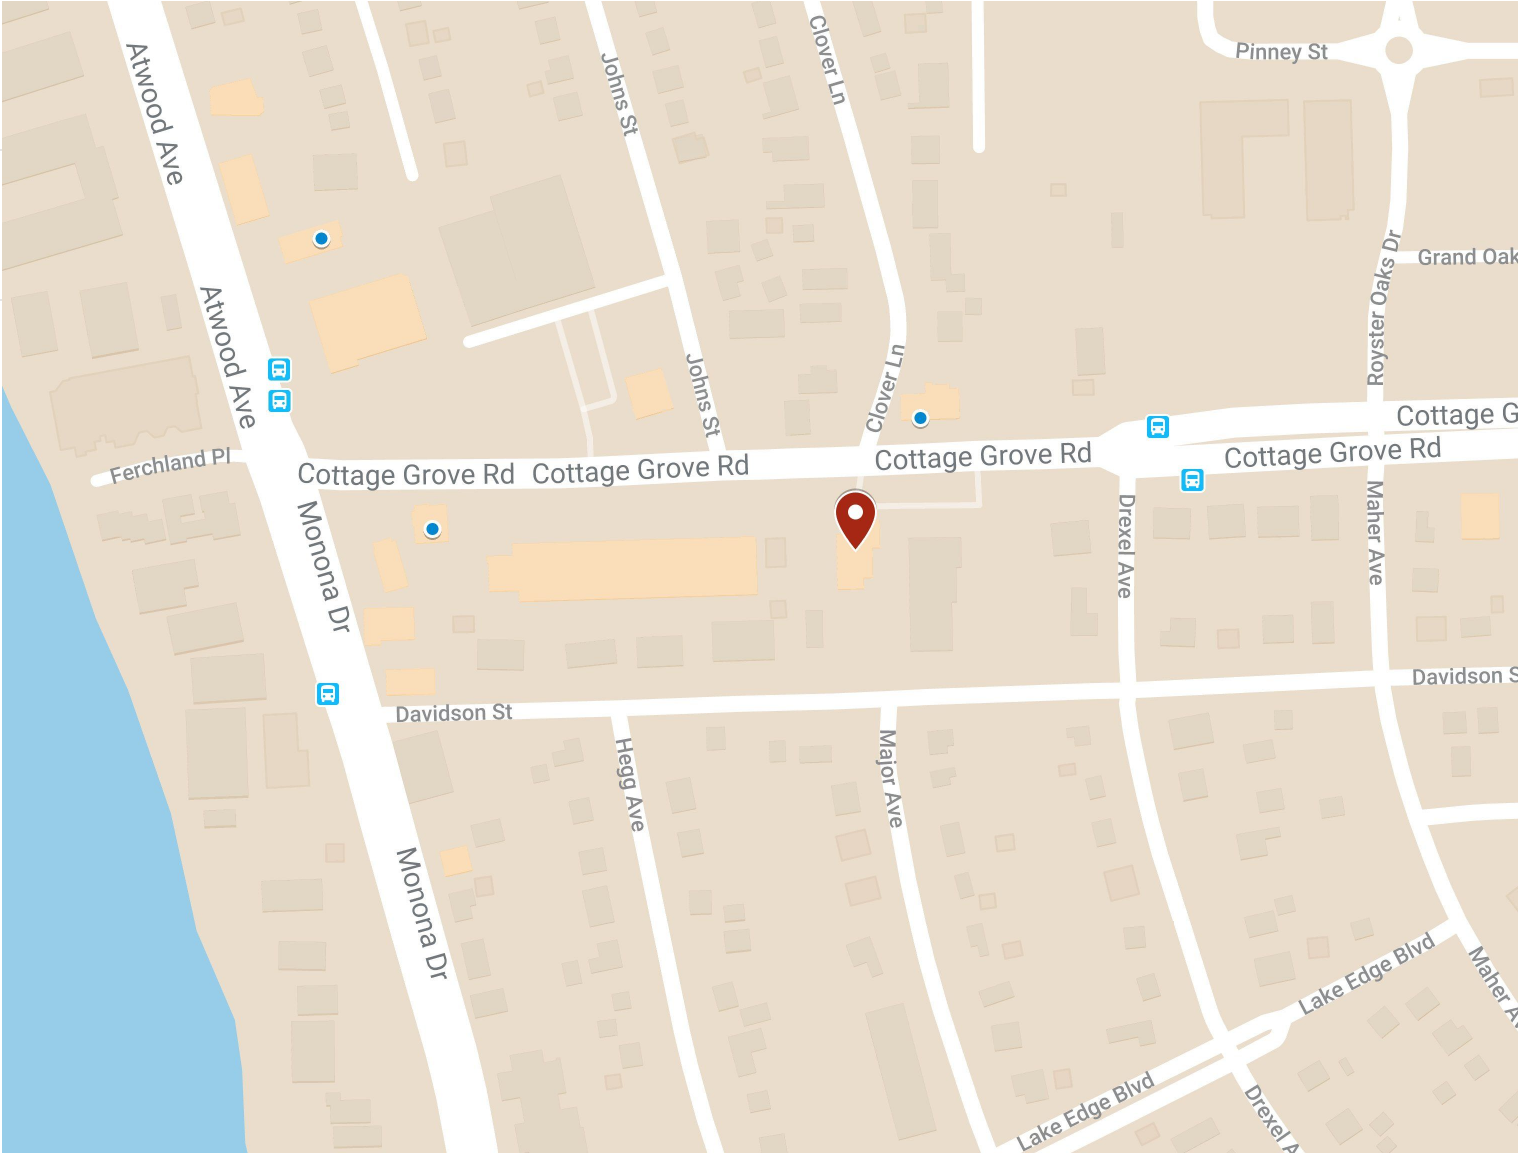 Pinney St
Clover Ln
Johns St
Atwood Ave
Royster Oaks Dr
Grand Oak
Atwood Ave
Johns St
Clover Ln
Cottage G
Ferchland Pl
Cottage Grove Rd
Cottage Grove Rd
Cottage Grove Rd
Cottage Grove Rd
Monona Dr
Drexel Ave
Maher Ave
Davidson St
Davidson S
Hegg Ave
Major Ave
Monona Dr
Lake Edge Blvd
Maher Av
Lake Edge Blvd
Drexel A